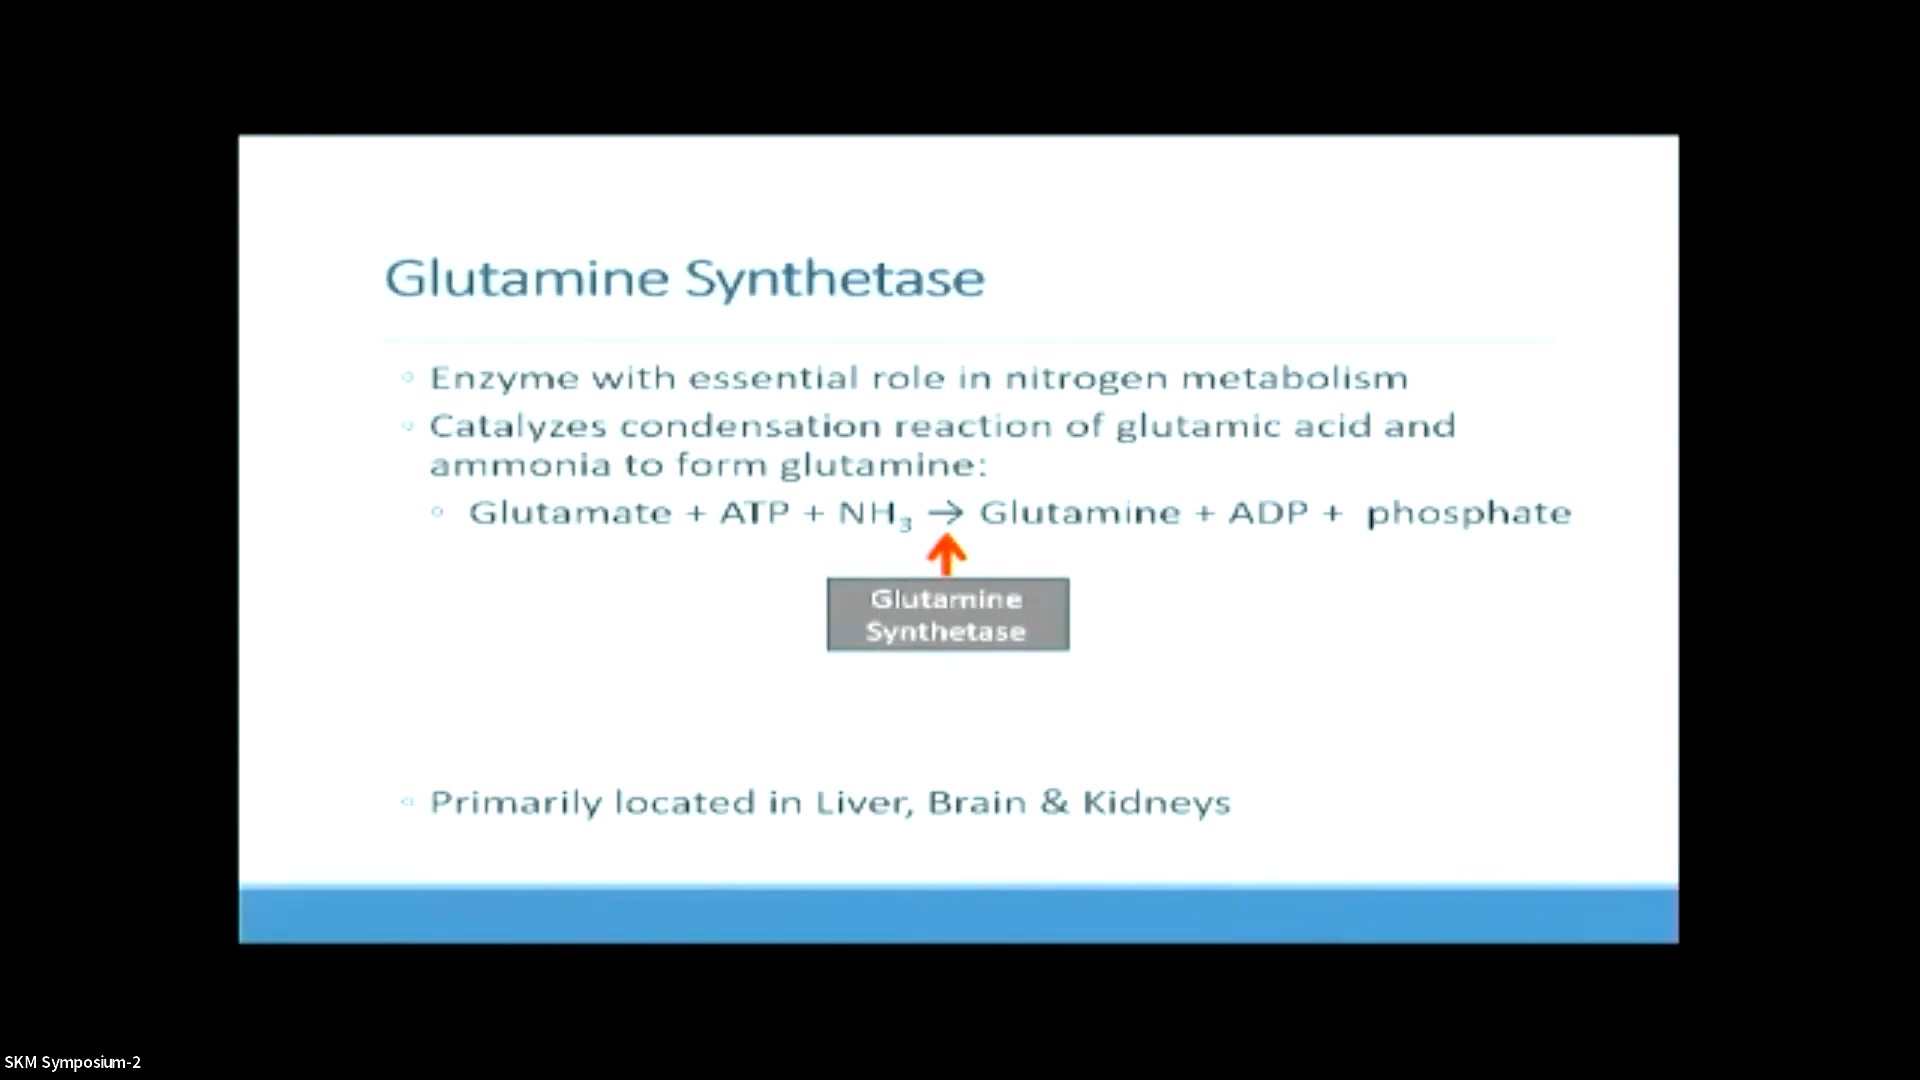 Glutamine Synthetase
◦ Enzyme with essential role in nitrogen metabolism
◦ Catalyzes condensation reaction of glutamic acid and
ammonia to form glutamine:
◦ Glutamate + ATP + NH₃ → Glutamine + ADP + phosphate
Glutamine
Synthetase
◦ Primarily located in Liver, Brain & Kidneys
SKM Symposium-2